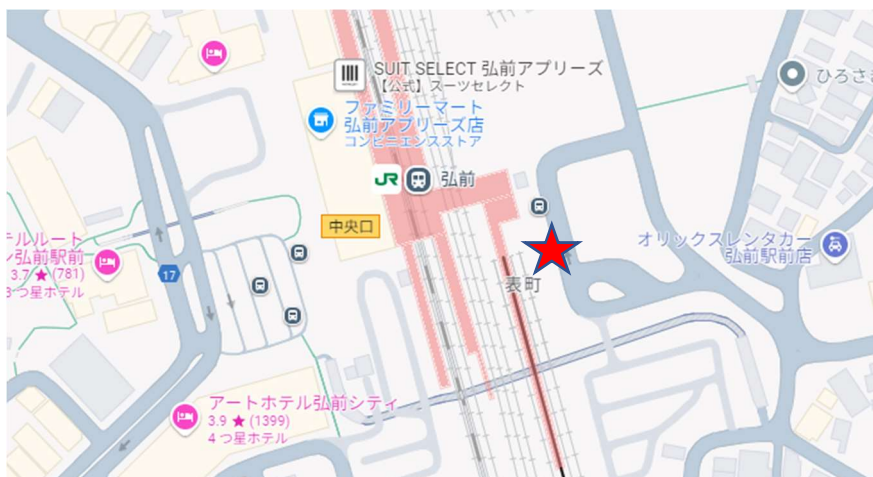 SUIT SELECT 弘前アプリーズ
【公式】スーツセレクト
ファミリーマート
弘前アプリーズ店
コンビニエンスストア
JR 弘前
中央口
ひろさき
テルルート
ン弘前駅前
3.7 ★ (781)
3 つ星ホテル
17
オリックスレンタカー
弘前駅前店
表町
アートホテル弘前シティ
3.9 ★ (1399)
4 つ星ホテル